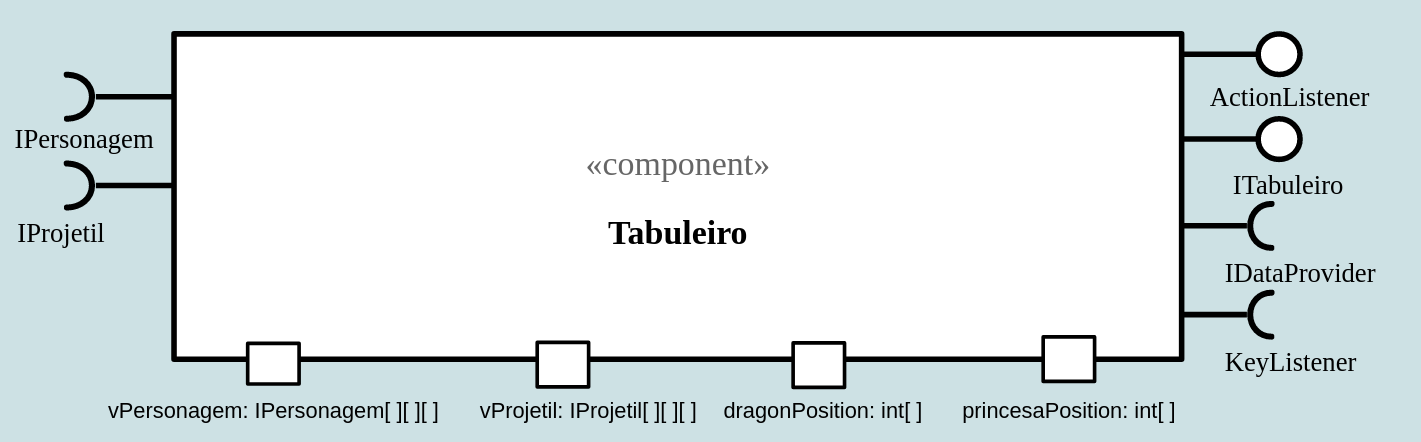 ActionListener
IPersonagem
«component»
ITabuleiro
IProjetil
Tabuleiro
IDataProvider
KeyListener
vPersonagem: IPersonagem[ ][ ][ ]
vProjetil: IProjetil[ ][ ][ ]
dragonPosition: int[ ]
princesaPosition: int[ ]